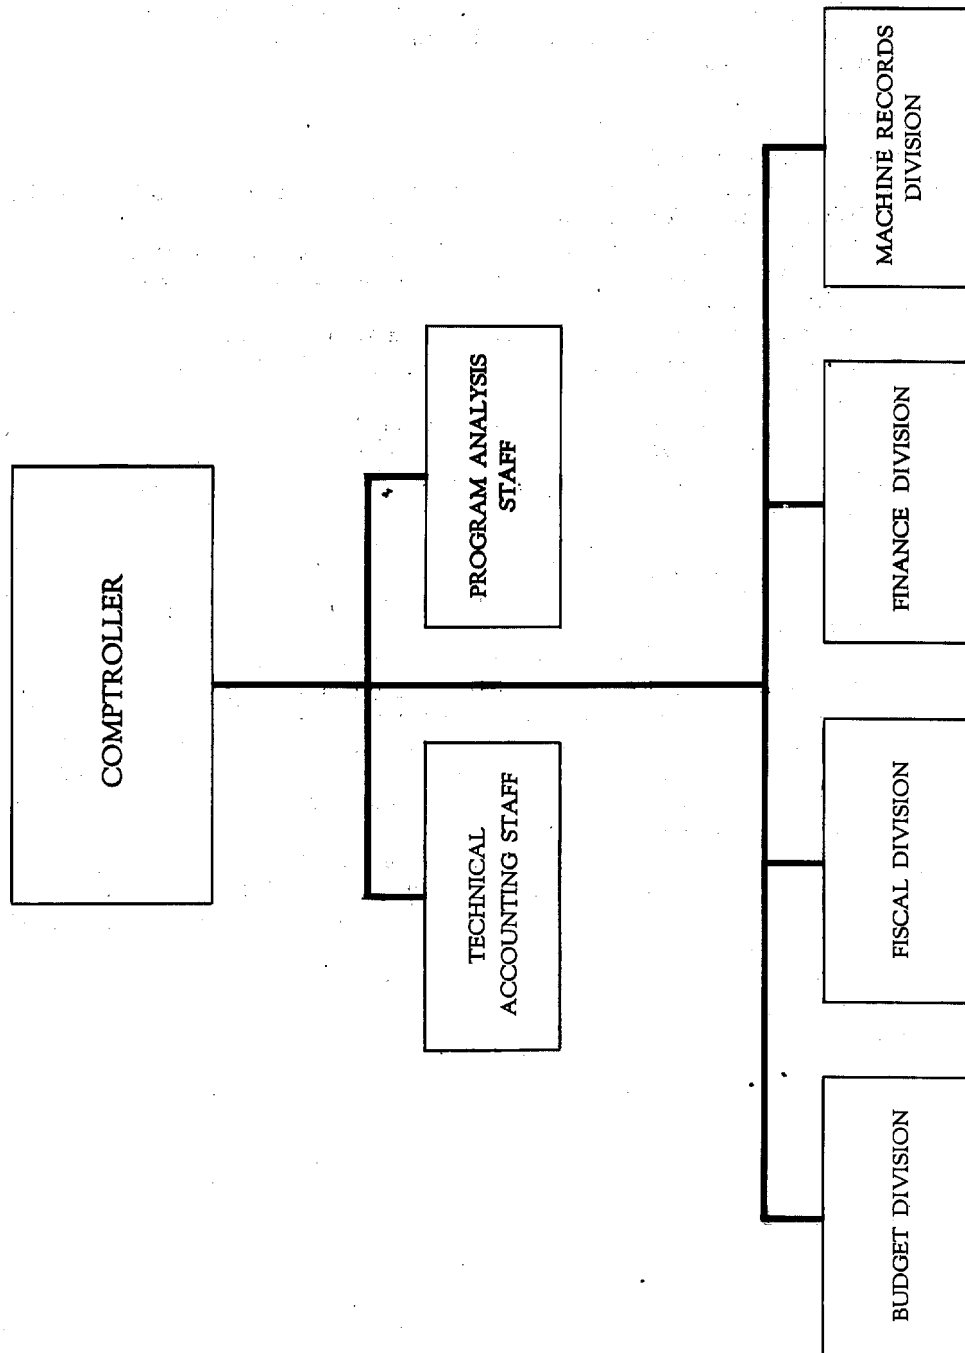 COMPTROLLER
TECHNICAL
ACCOUNTING STAFF
PROGRAM ANALYSIS
STAFF
BUDGET DIVISION
FISCAL DIVISION
FINANCE DIVISION
MACHINE RECORDS
DIVISION